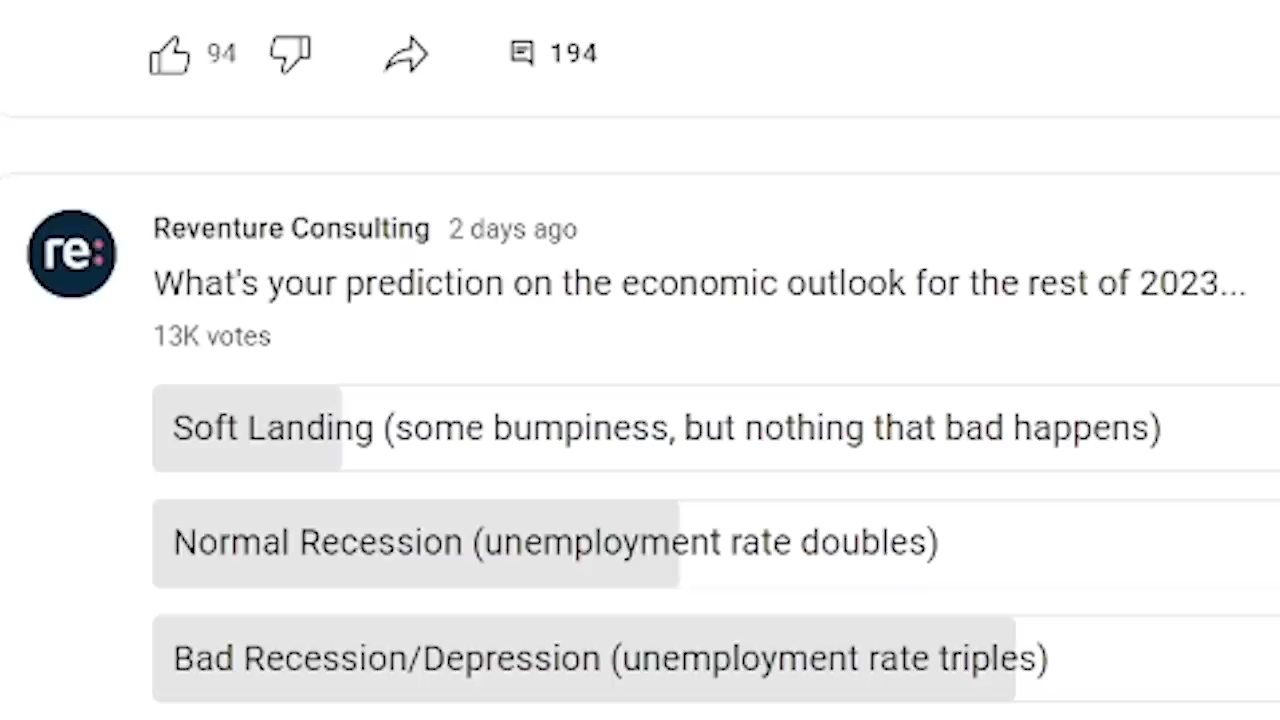 94 194
re:
Reventure Consulting 2 days ago
What's your prediction on the economic outlook for the rest of 2023...
13K votes
Soft Landing (some bumpiness, but nothing that bad happens)
Normal Recession (unemployment rate doubles)
Bad Recession/Depression (unemployment rate triples)